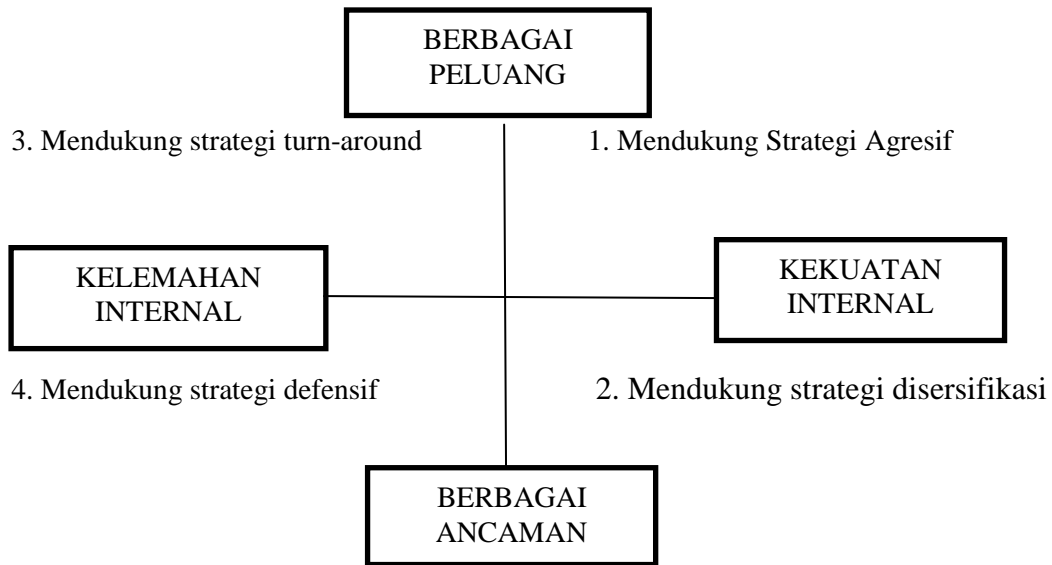 BERBAGAI
PELUANG
3. Mendukung strategi turn-around
1. Mendukung Strategi Agresif
KELEMAHAN
INTERNAL
KEKUATAN
INTERNAL
4. Mendukung strategi defensif
2. Mendukung strategi disersifikasi
BERBAGAI
ANCAMAN